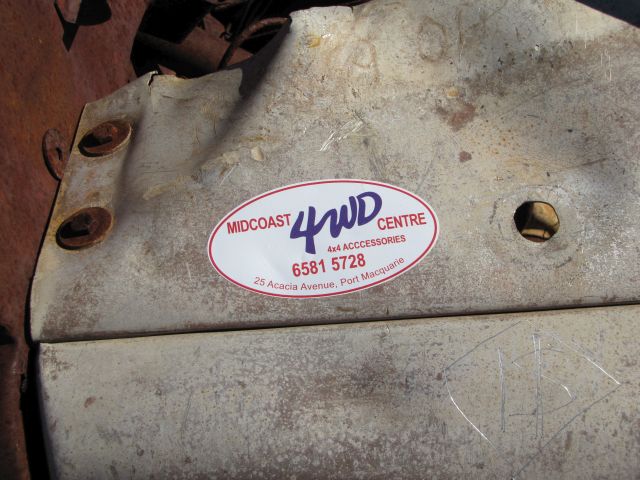 MIDCOAST 4WD CENTRE
4x4 ACCCESSORIES
6581 5728
25 Acacia Avenue, Port Macquarie